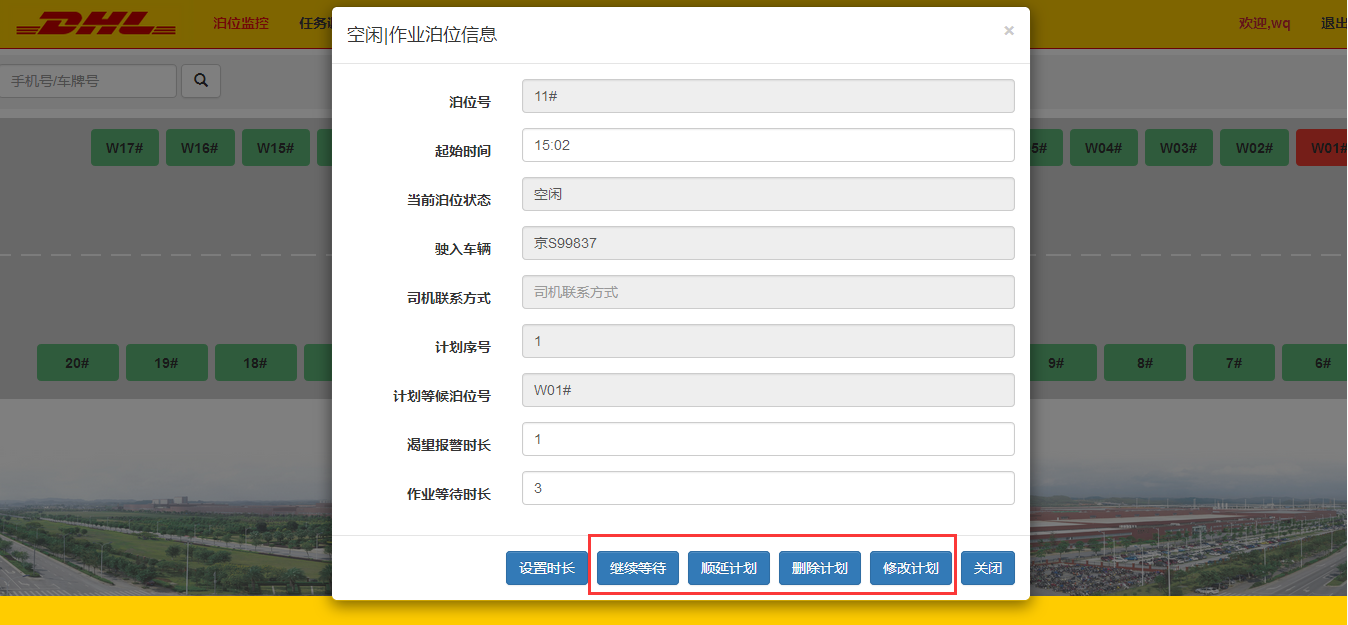 DHL
泊位监控
任务
欢迎,wq
退出
手机号/车牌号
空闲|作业泊位信息
×
泊位号
11#
起始时间
15:02
当前泊位状态
空闲
驶入车辆
京S99837
司机联系方式
司机联系方式
计划序号
1
计划等候泊位号
W01#
渴望报警时长
1
作业等待时长
3
W17#
W16#
W15#
5#
W04#
W03#
W02#
W01#
20#
19#
18#
9#
8#
7#
6#
设置时长
继续等待
顺延计划
删除计划
修改计划
关闭